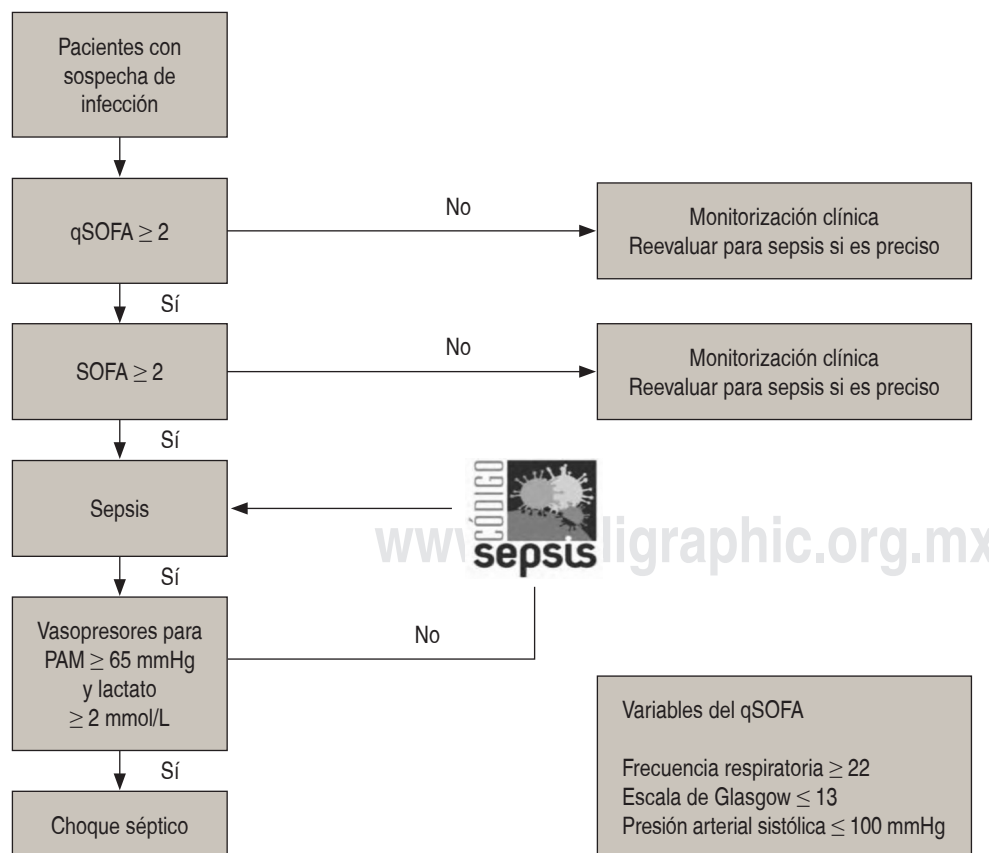 Pacientes con
sospecha de
infección
qSOFA ≥ 2
No
Monitorización clínica
Reevaluar para sepsis si es preciso
Sí
SOFA ≥ 2
No
Monitorización clínica
Reevaluar para sepsis si es preciso
Sí
Sepsis
CÓDIGO
sepsis
www. ligraphic.org.mx
Sí
Vasopresores para
PAM ≥ 65 mmHg
y lactato
≥ 2 mmol/L
No
Sí
Choque séptico
Variables del qSOFA
Frecuencia respiratoria ≥ 22
Escala de Glasgow ≤ 13
Presión arterial sistólica ≤ 100 mmHg